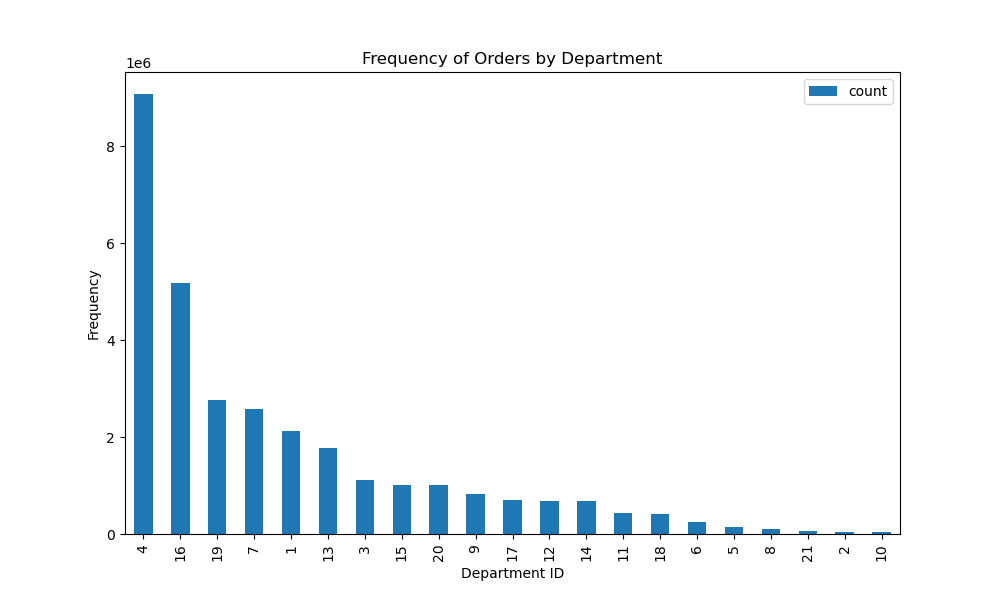 Frequency of Orders by Department
1e6
count
8
6
4
2
0
Frequency
4 16 19 7 1 13 3 15 20 9 17 12 14 11 18 6 5 8 21 2 10
Department ID